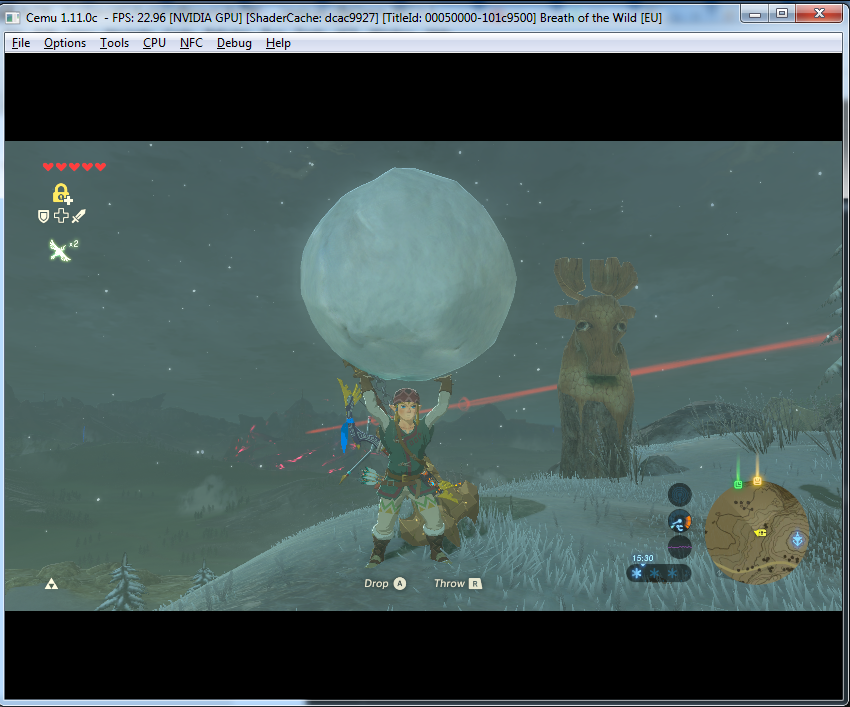 Cemu 1.11.0c - FPS: 22.96 [NVIDIA GPU] [ShaderCache: dcac9927] [TitleId: 00050000-101c9500] Breath of the Wild [EU]
File Options Tools CPU NFC Debug Help
x2
15:30
Drop A Throw R